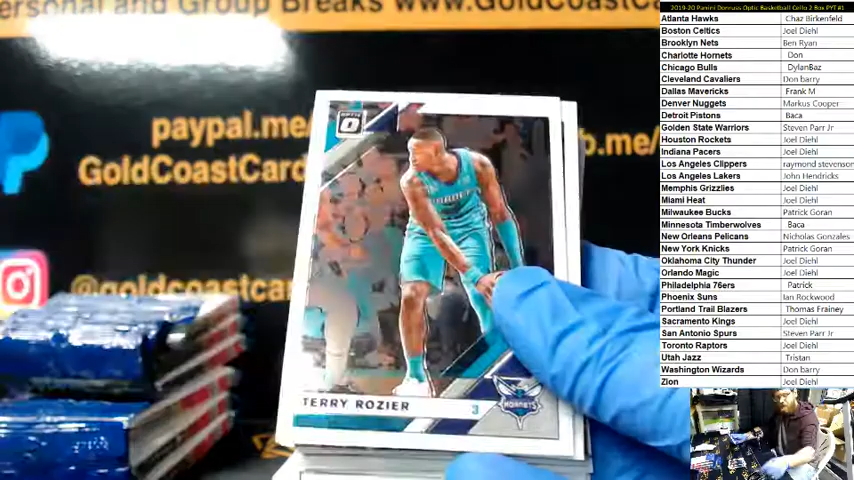 ersonal and Group Breaks www.GoldCoastCa
paypal.me/
GoldCoastCard
b.me/
@goldcoastcar
OPTIC
TERRY ROZIER 3
HORNETS
2019-20 Panini Donruss Optic Basketball Cello 2 Box PYT #1
Atlanta Hawks Chaz Birkenfeld
Boston Celtics Joel Diehl
Brooklyn Nets Ben Ryan
Charlotte Hornets Don
Chicago Bulls DylanBaz
Cleveland Cavaliers Don barry
Dallas Mavericks Frank M
Denver Nuggets Markus Cooper
Detroit Pistons Baca
Golden State Warriors Steven Parr Jr
Houston Rockets Joel Diehl
Indiana Pacers Joel Diehl
Los Angeles Clippers raymond stevenson
Los Angeles Lakers John Hendricks
Memphis Grizzlies Joel Diehl
Miami Heat Joel Diehl
Milwaukee Bucks Patrick Goran
Minnesota Timberwolves Baca
New Orleans Pelicans Nicholas Gonzales
New York Knicks Patrick Goran
Oklahoma City Thunder Joel Diehl
Orlando Magic Joel Diehl
Philadelphia 76ers Patrick
Phoenix Suns Ian Rockwood
Portland Trail Blazers Thomas Frainey
Sacramento Kings Joel Diehl
San Antonio Spurs Steven Parr Jr
Toronto Raptors Joel Diehl
Utah Jazz Tristan
Washington Wizards Don barry
Zion Joel Diehl